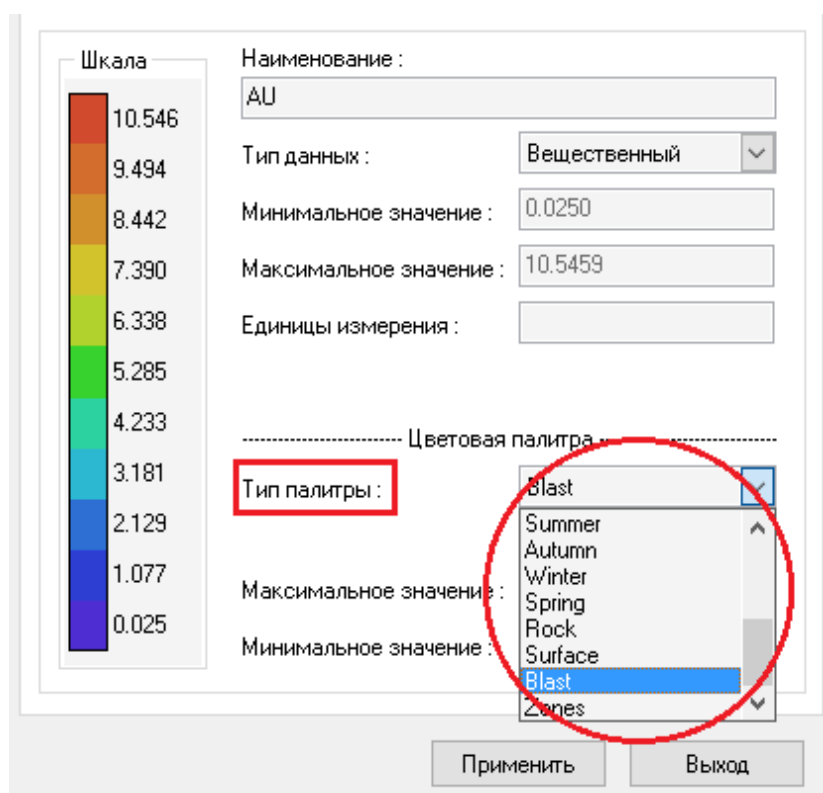 Шкала
10.546
9.494
8.442
7.390
6.338
5.285
4.233
3.181
2.129
1.077
0.025
Наименование :
AU
Тип данных : Вещественный
Минимальное значение : 0.0250
Максимальное значение : 10.5459
Единицы измерения :
Цветовая палитра
Тип палитры : Blast
Summer
Autumn
Winter
Spring
Rock
Surface
Blast
Zones
Максимальное значение :
Минимальное значение :
Применить Выход